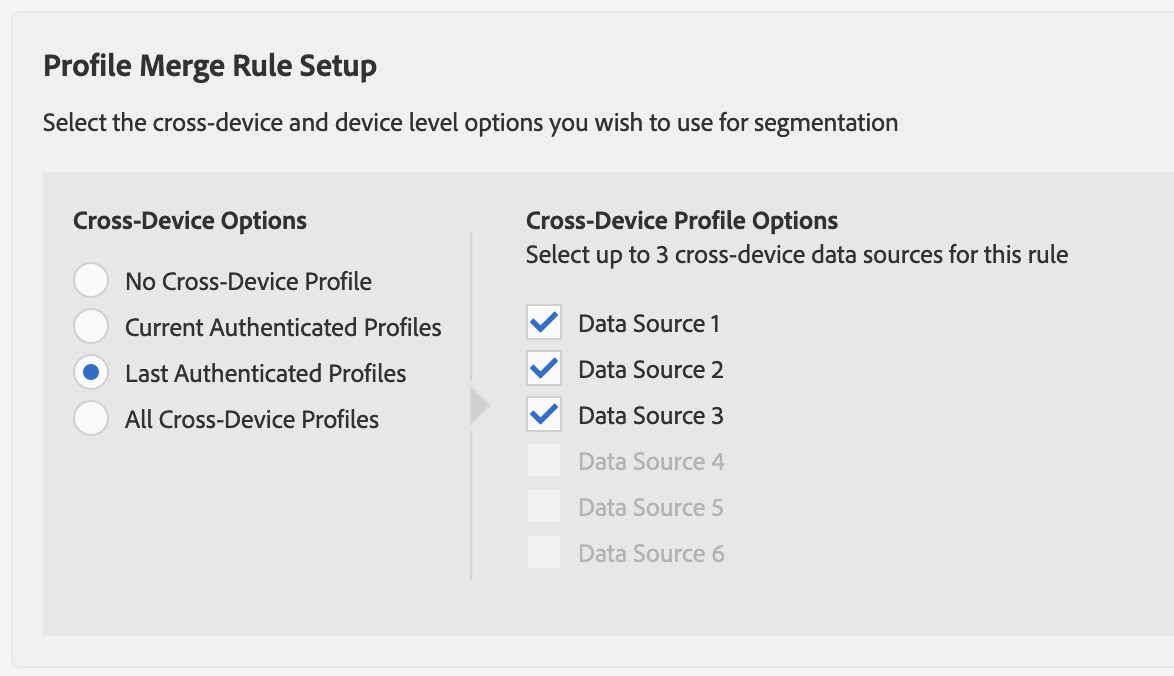 Profile Merge Rule Setup
Select the cross-device and device level options you wish to use for segmentation
Cross-Device Options
No Cross-Device Profile
Current Authenticated Profiles
Last Authenticated Profiles
All Cross-Device Profiles
Cross-Device Profile Options
Select up to 3 cross-device data sources for this rule
Data Source 1
Data Source 2
Data Source 3
Data Source 4
Data Source 5
Data Source 6